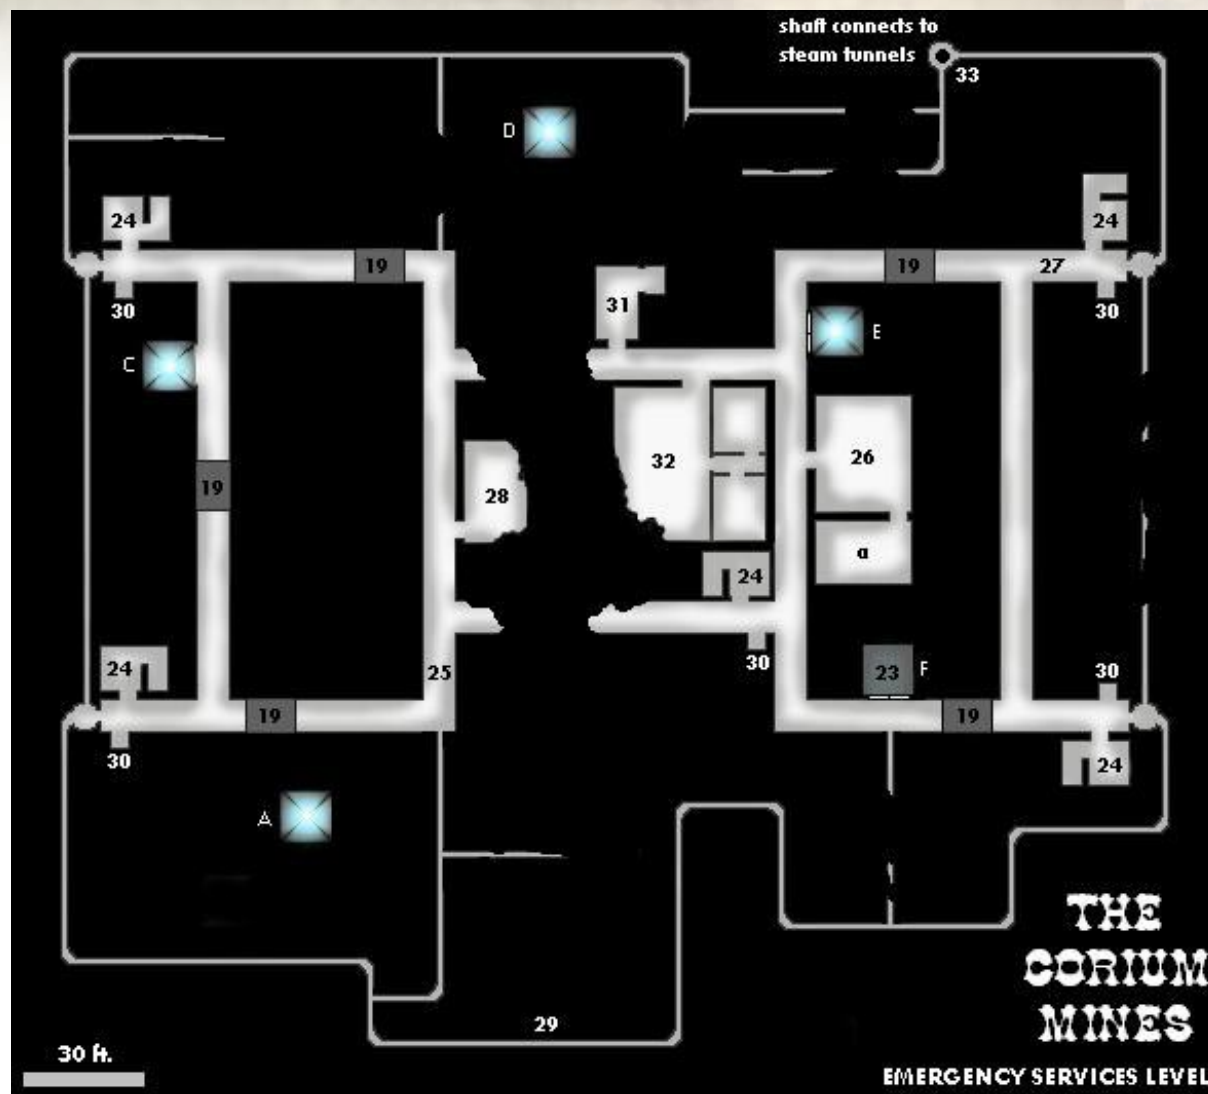 shaft connects to
steam tunnels
33
D
24
24
19
19
27
30
30
31
C
E
32
26
19
28
a
24
30
24
25
23
F
30
19
19
30
24
A
THE
CORIUM
MINES
29
30 ft.
EMERGENCY SERVICES LEVEL